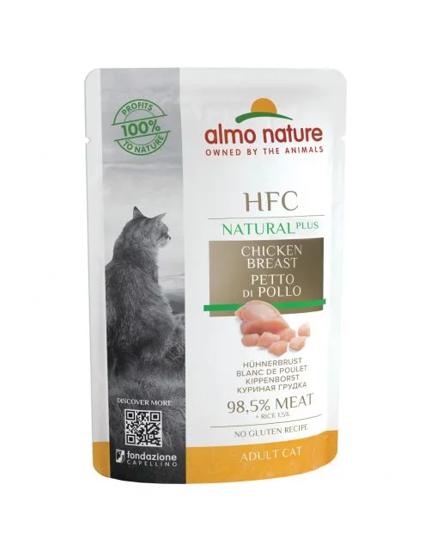 PROFITS
100%
TO NATURE
almo nature
OWNED BY THE ANIMALS
HFC
NATURAL PLUS
CHICKEN
BREAST
PETTO
DI POLLO
HÜHNERBRUST
BLANC DE POULET
KIPPENBORST
КУРИНАЯ ГРУДКА
98,5% MEAT
+ RICE 1,5%
NO GLUTEN RECIPE
ADULT CAT
DISCOVER MORE
fondazione
CAPELLINO